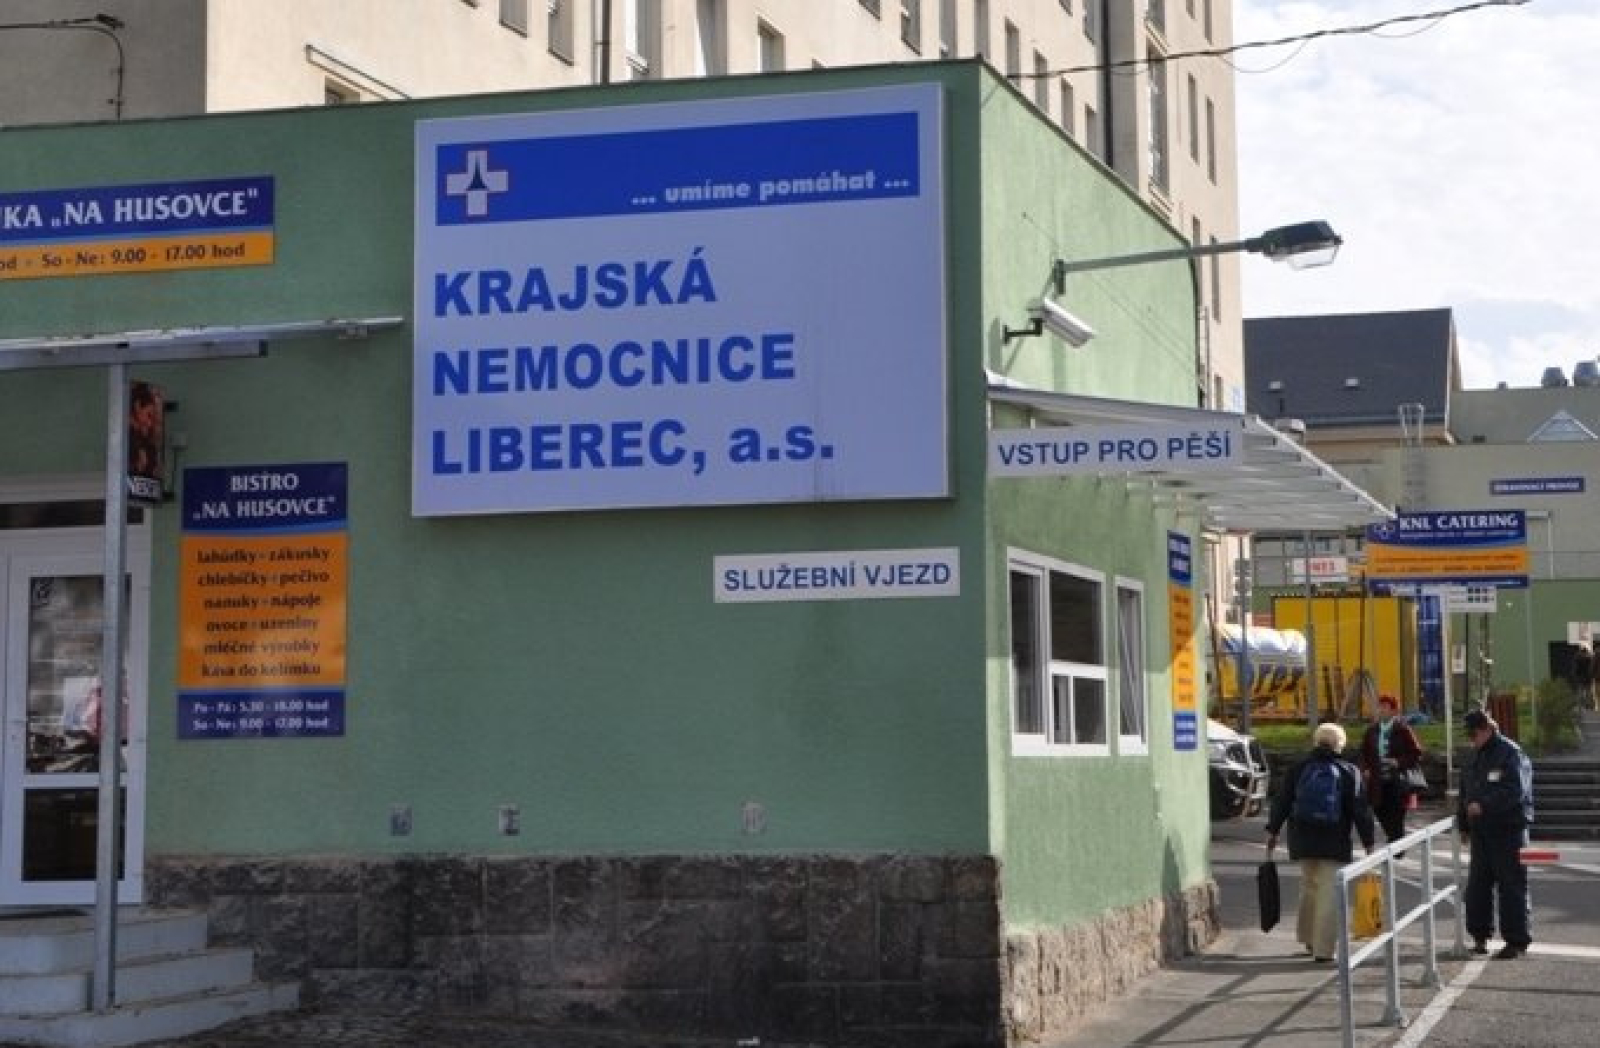 "NA HUSOVCE"
So - Ne: 9.00 - 17.00 hod
... umíme pomáhat ...
KRAJSKÁ
NEMOCNICE
LIBEREC, a.s.
BISTRO
„NA HUSOVCE"
lahůdky - zákusky
chlebíčky - pečivo
nanuky - nápoje
ovoce - uzeniny
mléčné výrobky
káva do kelímku
Po - Pá: 5.30 - 18.00 hod
So - Ne: 9.00 - 17.00 hod
SLUŽEBNÍ VJEZD
VSTUP PRO PĚŠÍ
KNL CATERING